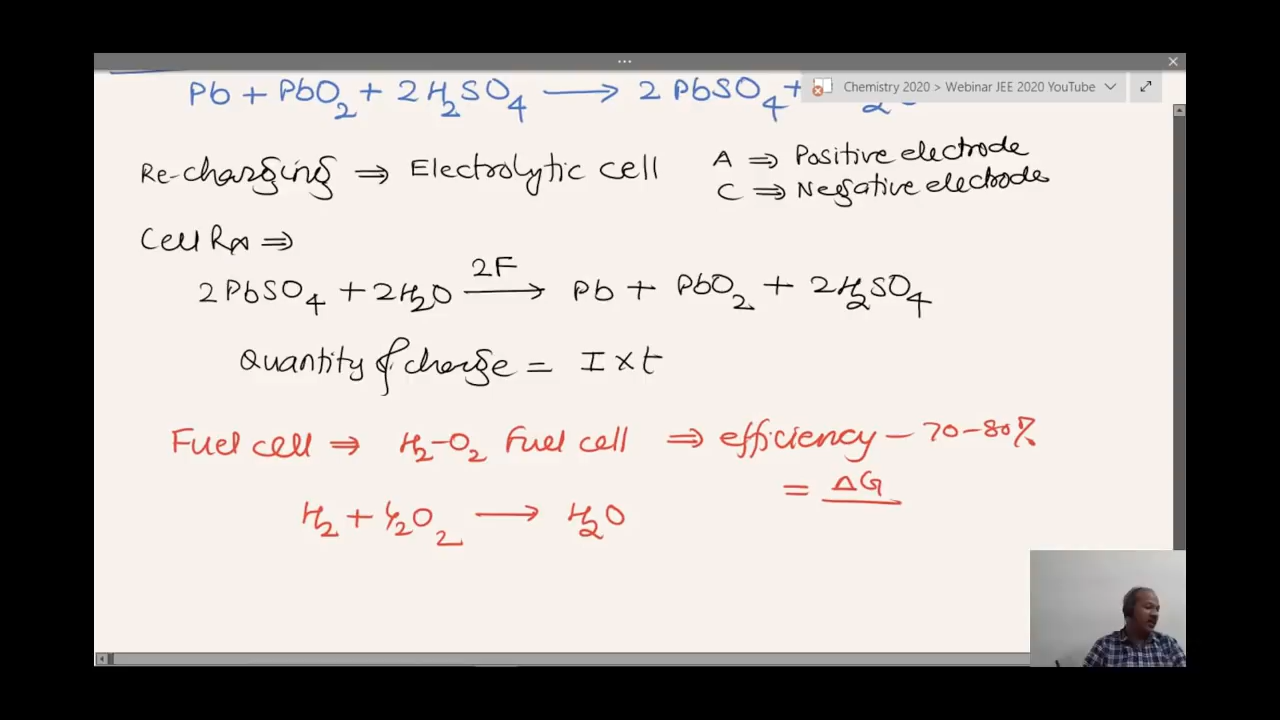 Chemistry 2020 > Webinar JEE 2020 YouTube
Pb + PbO₂ + 2H₂SO₄ ⟶ 2PbSO₄ +
Re-charging ⇒ Electrolytic cell
A ⇒ Positive electrode
C ⇒ Negative electrode
Cell Rx ⇒
2PbSO₄ + 2H₂O ⟶ Pb + PbO₂ + 2H₂SO₄
2F
Quantity of charge = I × t
Fuel cell ⇒ H₂-O₂ Fuel cell ⇒ efficiency - 70-80%
= ΔG
H₂ + ½O₂ ⟶ H₂O